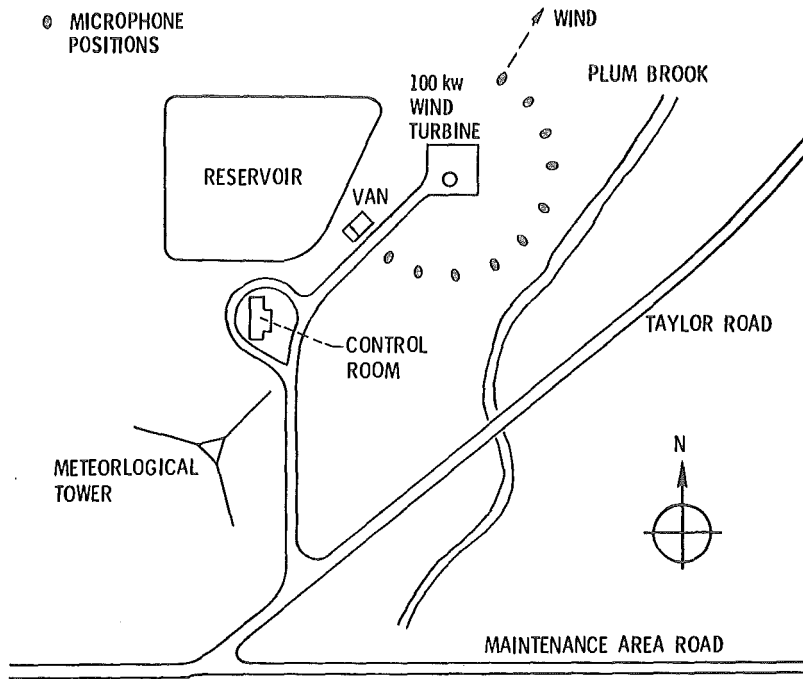 MICROPHONE
POSITIONS
WIND
PLUM BROOK
100 kw
WIND
TURBINE
RESERVOIR
VAN
TAYLOR ROAD
CONTROL
ROOM
METEORLOGICAL
TOWER
N
MAINTENANCE AREA ROAD